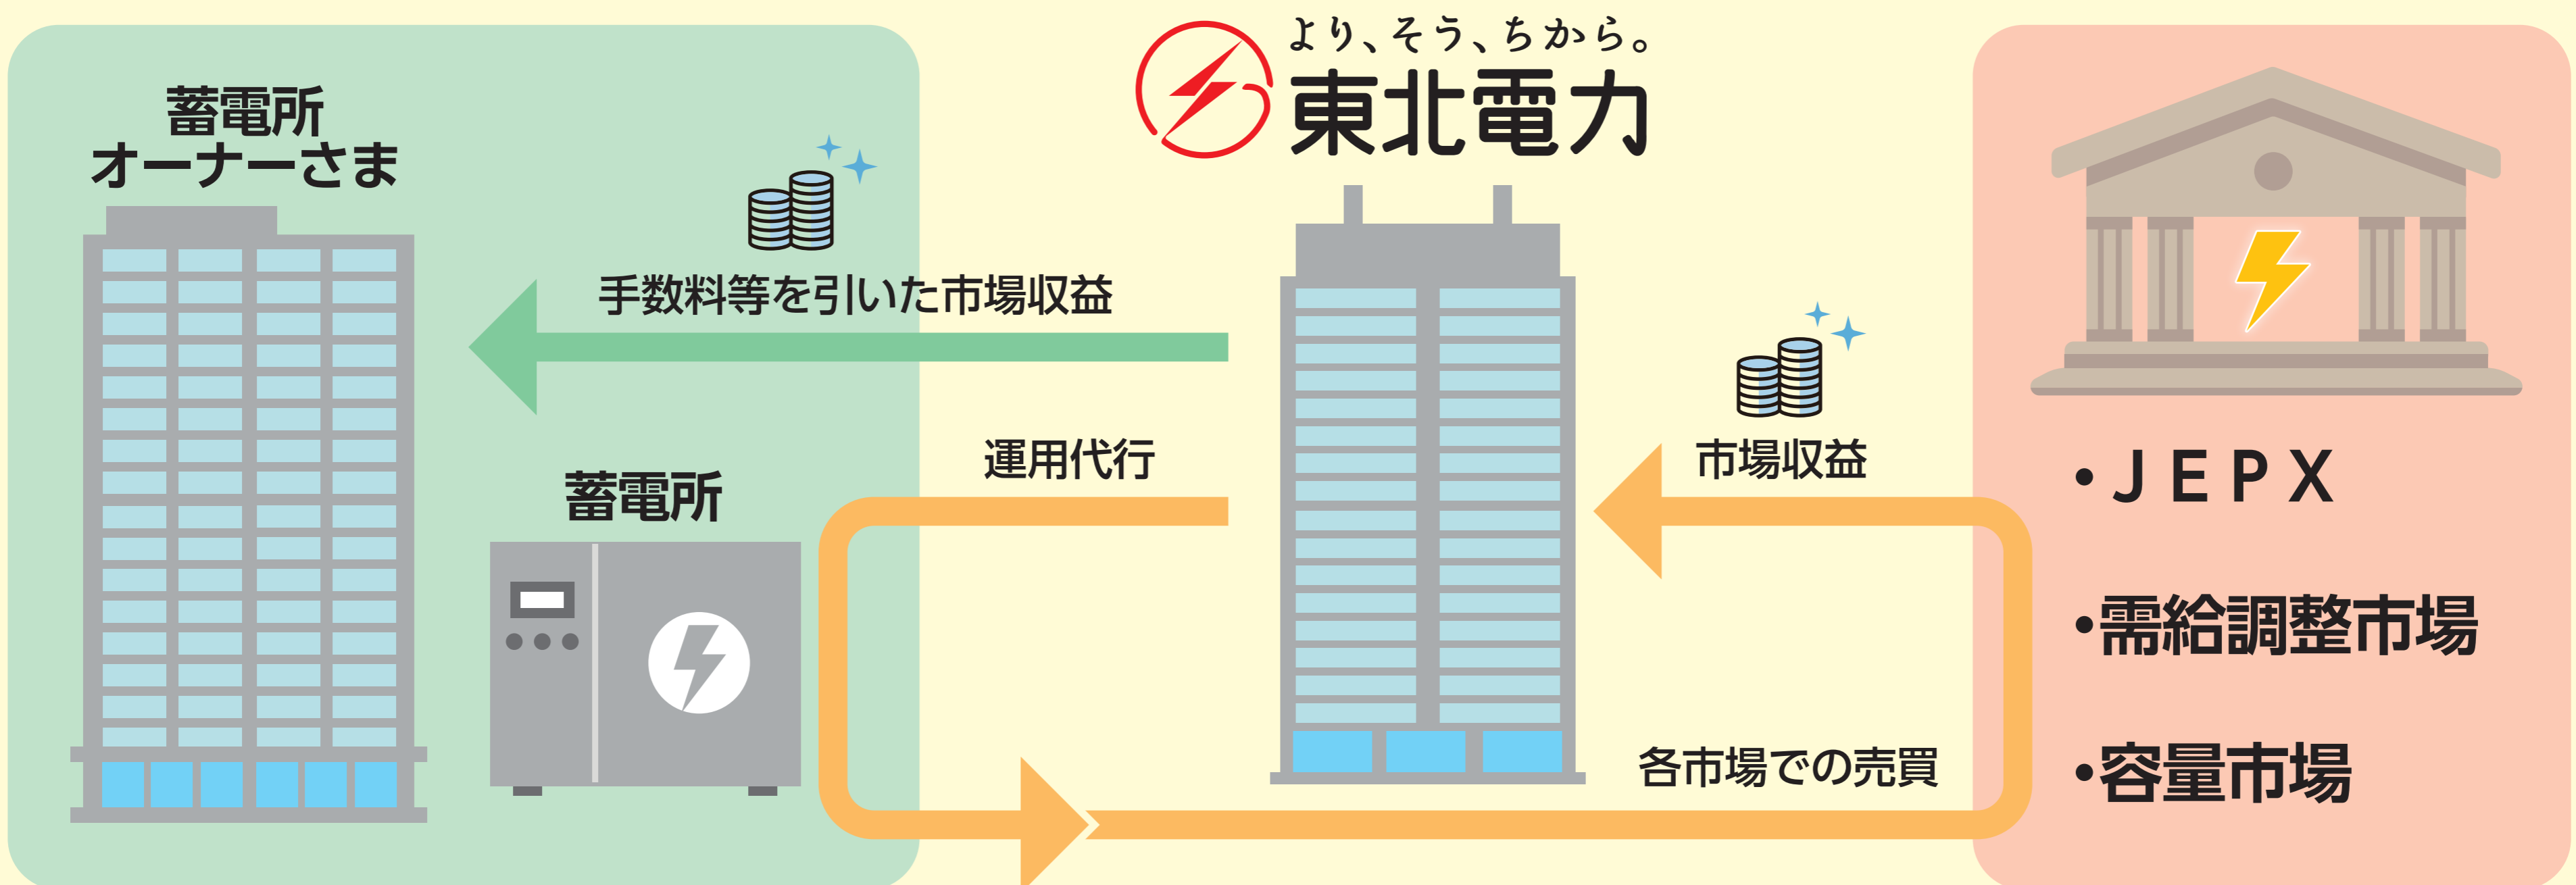 より、そう、ちから。
東北電力
蓄電所
オーナーさま
手数料等を引いた市場収益
蓄電所
運用代行
市場収益
各市場での売買
・JEPX
・需給調整市場
・容量市場